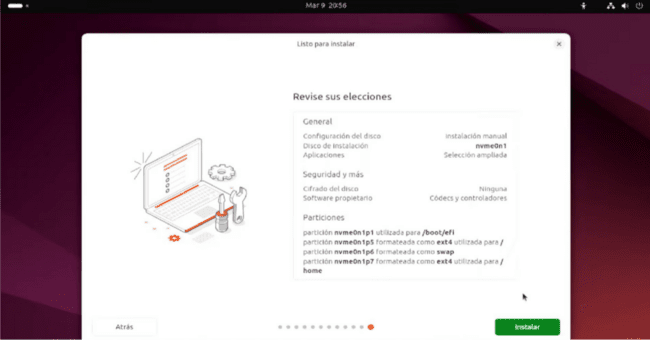 Mar 9 20:56
Listo para instalar
Revise sus elecciones
General
Configuración del disco Instalación manual
Disco de instalación nvme0n1
Aplicaciones Selección ampliada
Seguridad y más
Cifrado del disco Ninguna
Software propietario Códecs y controladores
Particiones
partición nvme0n1p1 utilizada para /boot/efi
partición nvme0n1p5 formateada como ext4 utilizada para /
partición nvme0n1p6 formateada como swap
partición nvme0n1p7 formateada como ext4 utilizada para /
home
Atrás Instalar